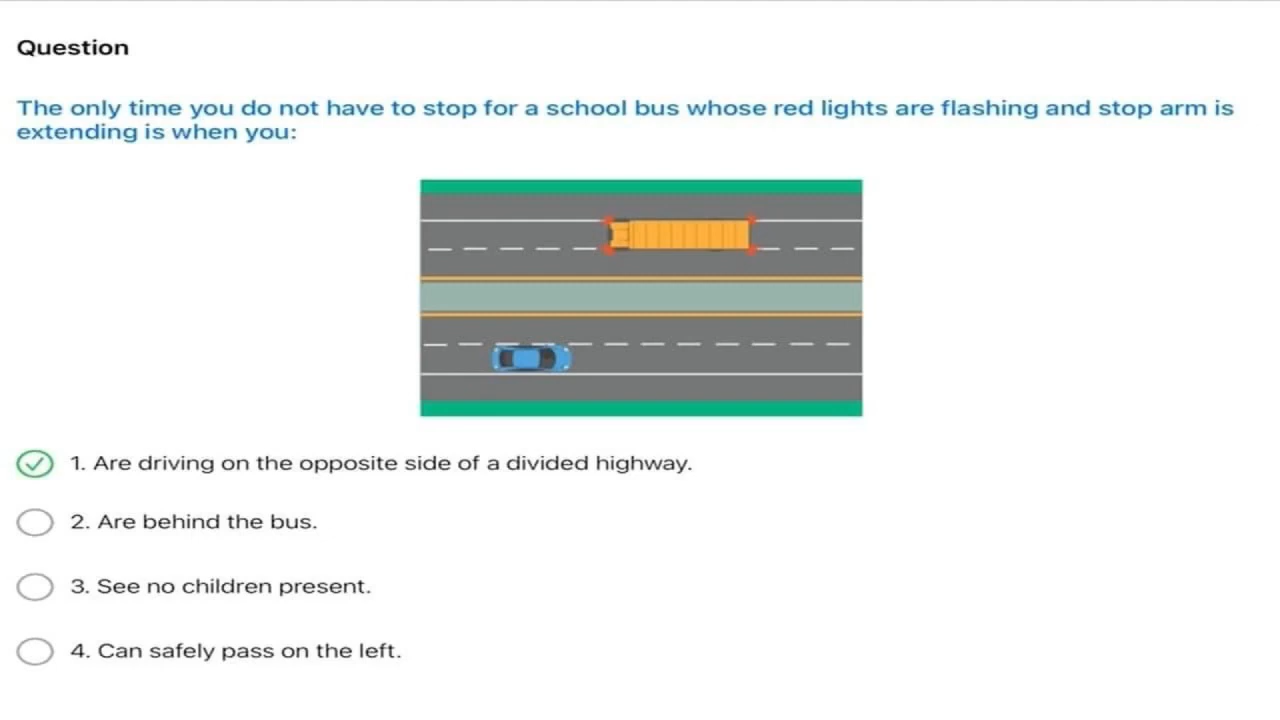 Question
The only time you do not have to stop for a school bus whose red lights are flashing and stop arm is
extending is when you:
1. Are driving on the opposite side of a divided highway.
2. Are behind the bus.
3. See no children present.
4. Can safely pass on the left.